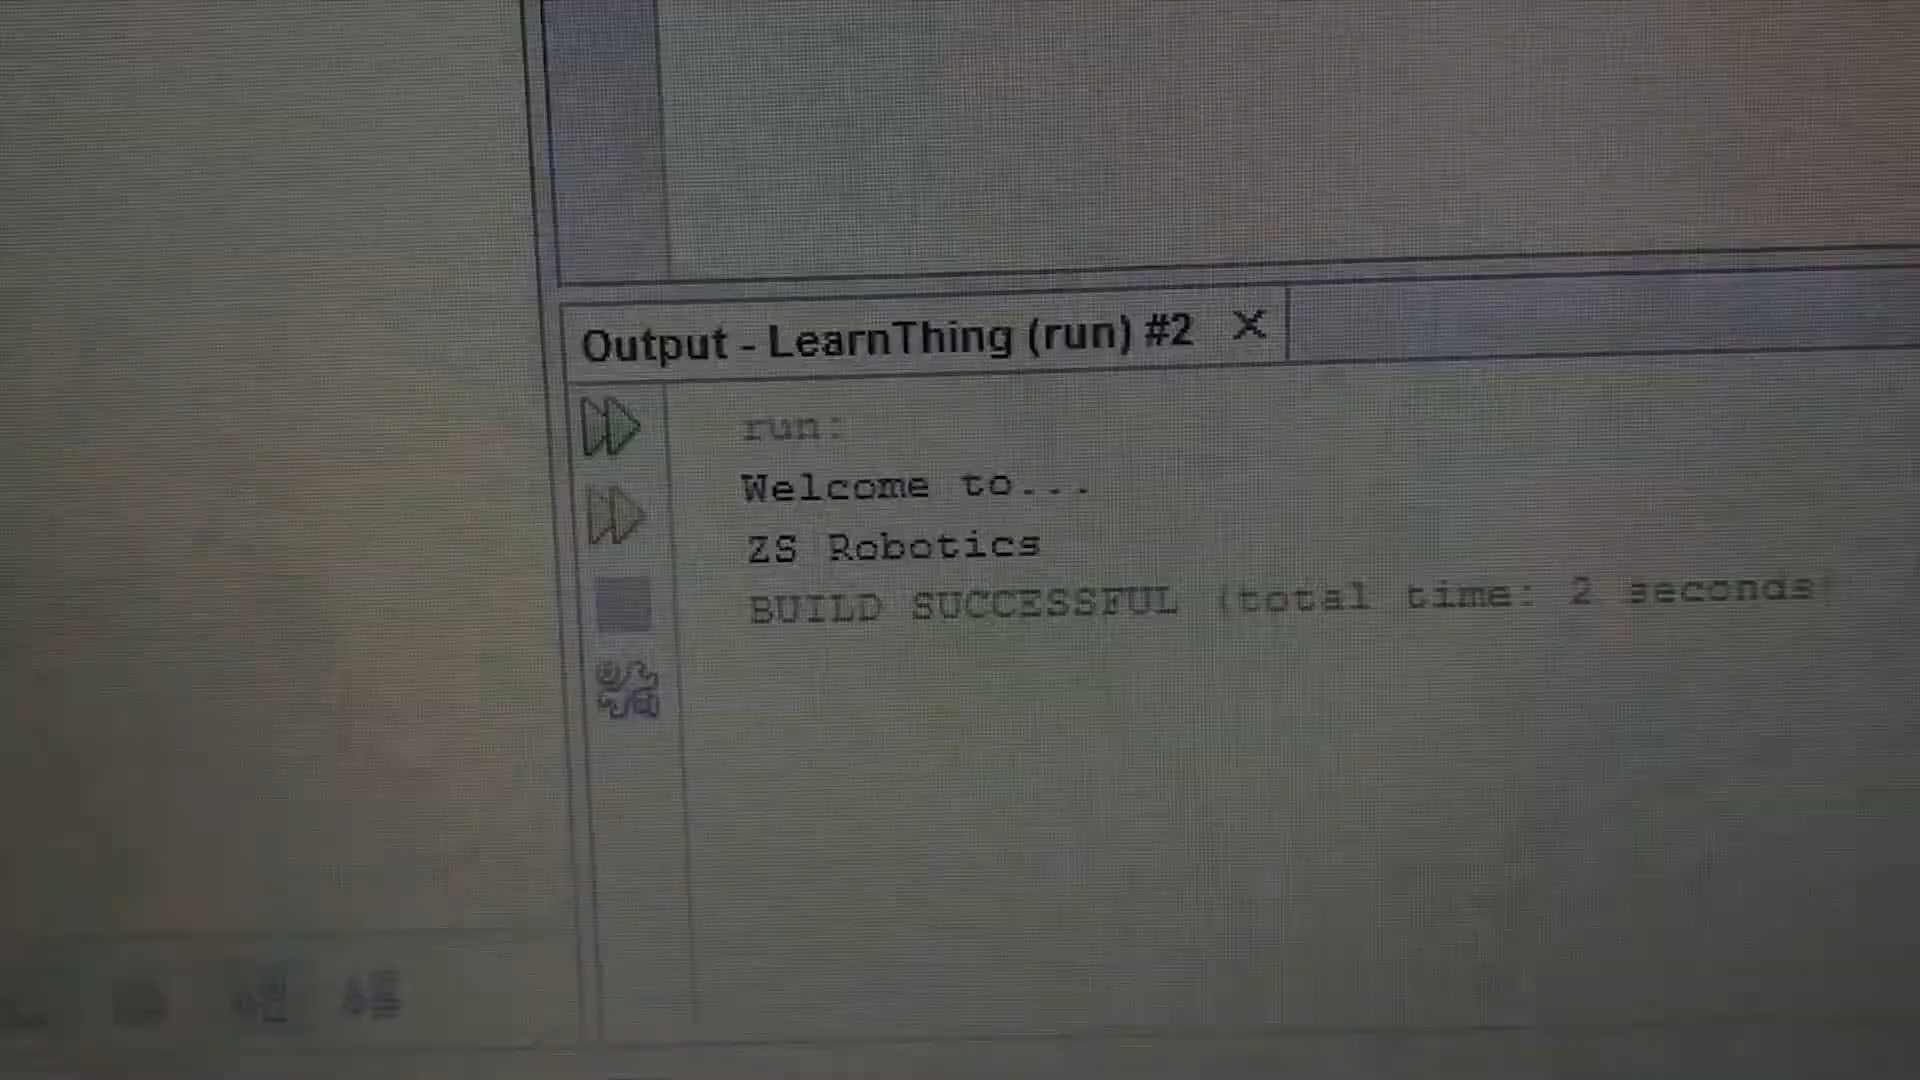 Output - LearnThing (run) #2
run:
Welcome to...
ZS Robotics
BUILD SUCCESSFUL (total time: 2 seconds